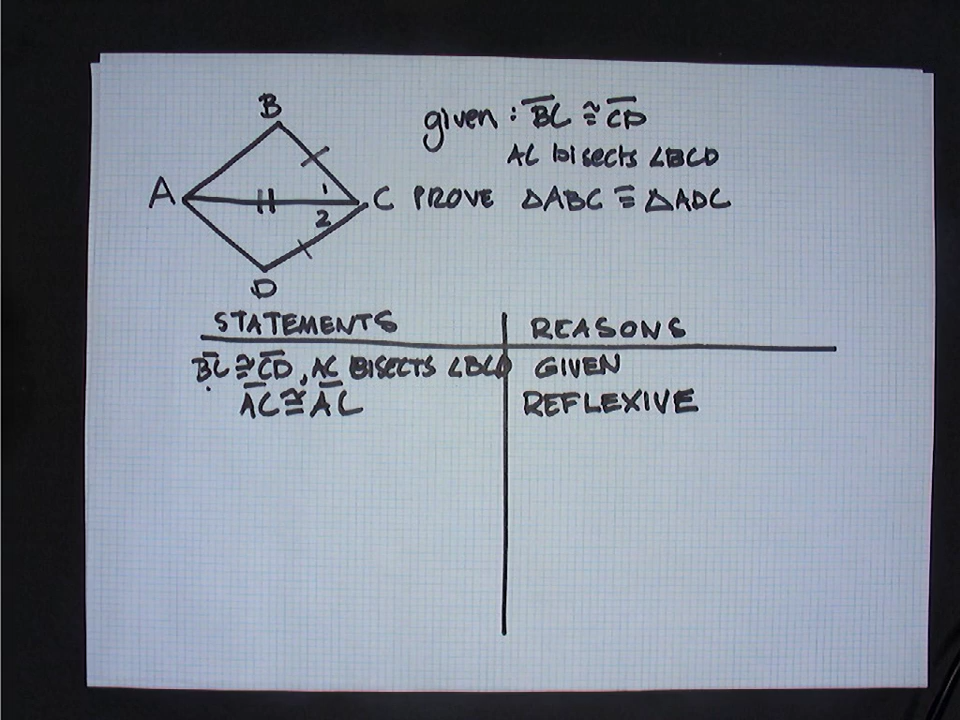 B
given : BC ≅ CD
AC bisects ∠BCD
A 1 C PROVE △ABC ≅ △ADC
2
D
STATEMENTS REASONS
BC ≅ CD, AC BISECTS ∠BCD GIVEN
AC ≅ AC REFLEXIVE